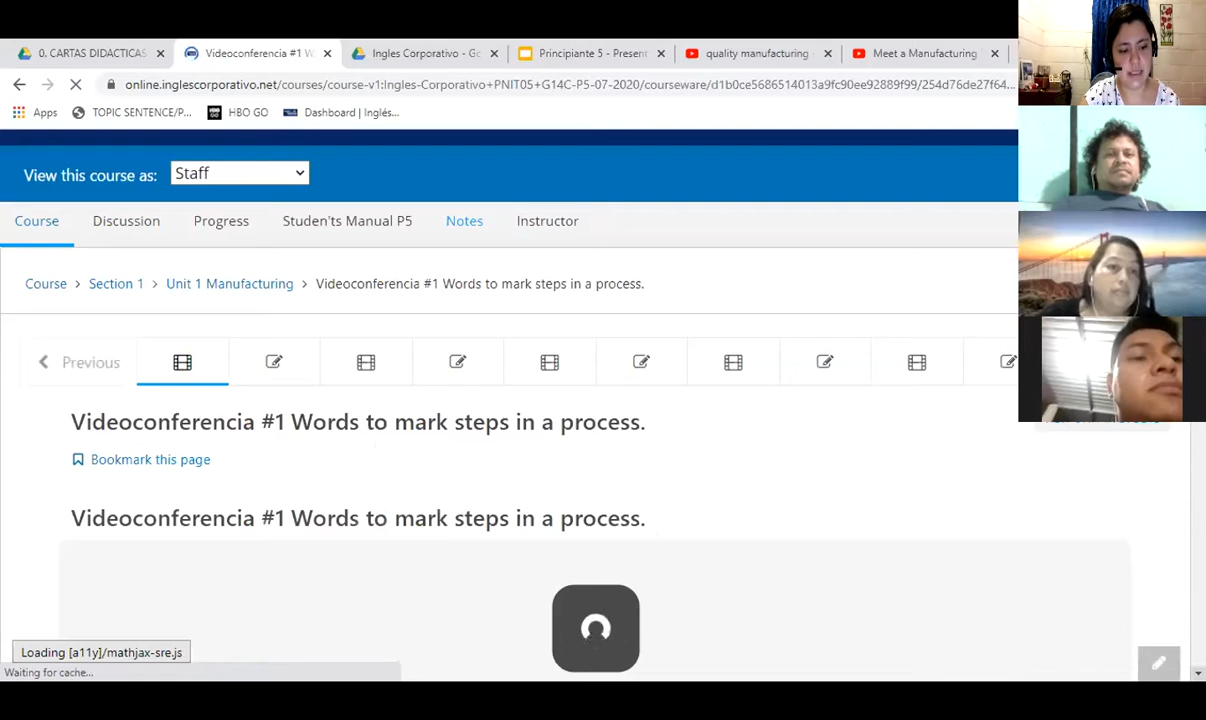 0. CARTAS DIDACTICAS
Videoconferencia #1 W
Ingles Corporativo - Go
Principiante 5 - Present
quality manufacturing
Meet a Manufacturing
online.inglescorporativo.net/courses/course-v1:Ingles-Corporativo+PNIT05+G14C-P5-07-2020/courseware/d1b0ce5686514013a9fc90ee92889f99/254d76de27f64...
Apps
TOPIC SENTENCE/P...
HBO GO
Dashboard | Inglés...
View this course as:
Staff
Course
Discussion
Progress
Studen'ts Manual P5
Notes
Instructor
Course > Section 1 > Unit 1 Manufacturing > Videoconferencia #1 Words to mark steps in a process.
Previous
Videoconferencia #1 Words to mark steps in a process.
Bookmark this page
Videoconferencia #1 Words to mark steps in a process.
Loading [a11y]/mathjax-sre.js
Waiting for cache...